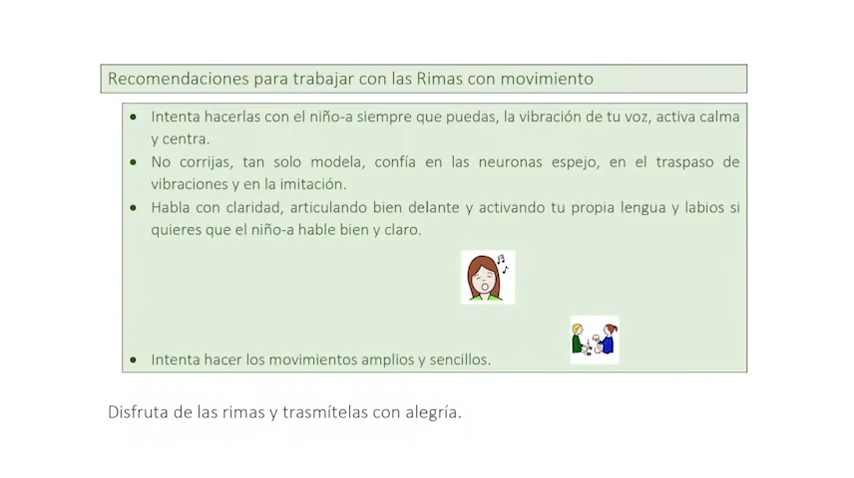 Recomendaciones para trabajar con las Rimas con movimiento
• Intenta hacerlas con el niño-a siempre que puedas, la vibración de tu voz, activa calma
y centra.
• No corrijas, tan solo modela, confía en las neuronas espejo, en el traspaso de
vibraciones y en la imitación.
• Habla con claridad, articulando bien delante y activando tu propia lengua y labios si
quieres que el niño-a hable bien y claro.
• Intenta hacer los movimientos amplios y sencillos.
Disfruta de las rimas y trasmítelas con alegría.